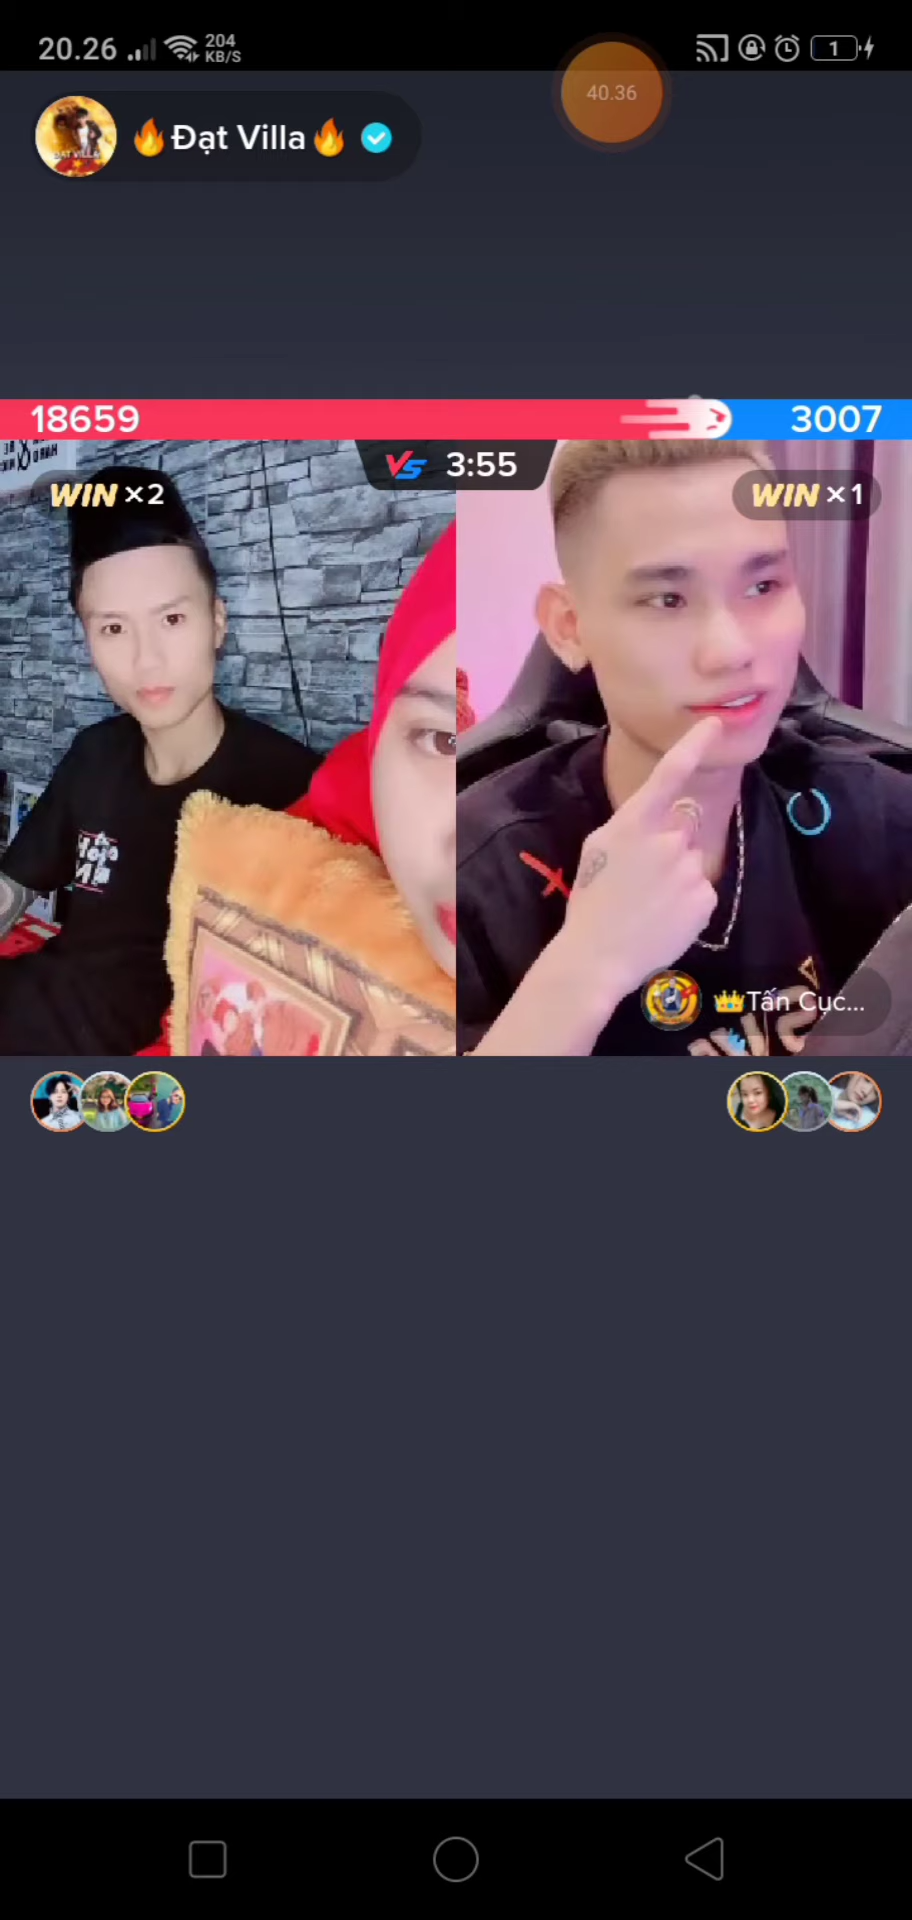 20.26
204
KB/S
1
40.36
🔥Đạt Villa🔥
18659
3007
VS 3:55
WIN ×2
WIN ×1
👑Tấn Cục...